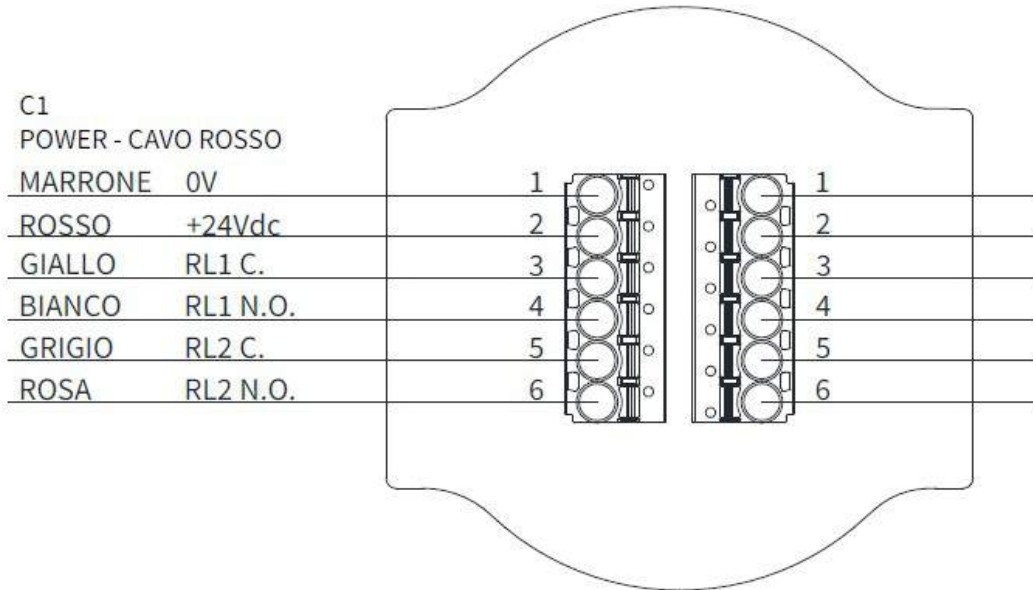 C1
POWER - CAVO ROSSO
MARRONE 0V 1 1
ROSSO +24Vdc 2 2
GIALLO RL1 C. 3 3
BIANCO RL1 N.O. 4 4
GRIGIO RL2 C. 5 5
ROSA RL2 N.O. 6 6